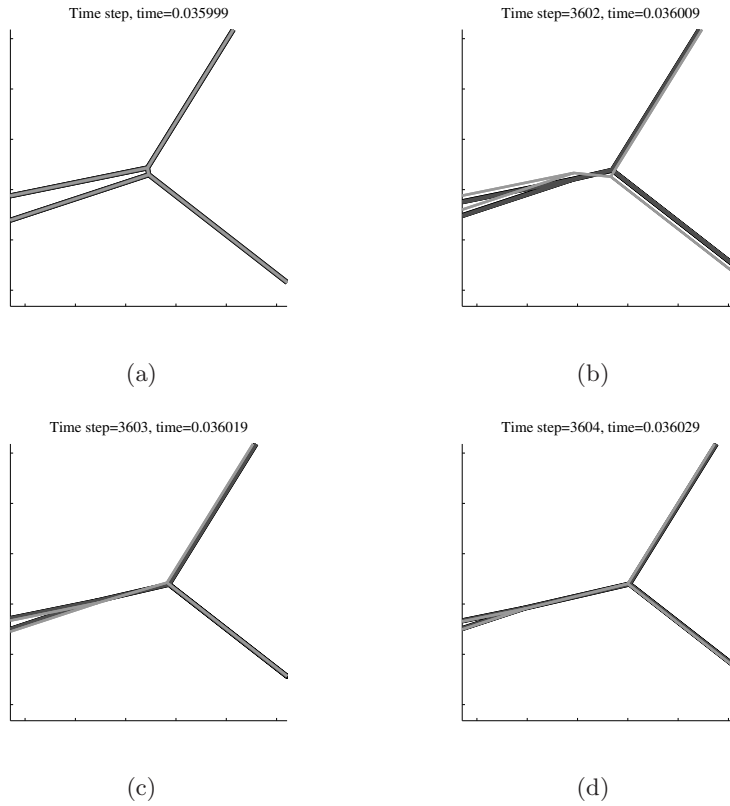 Time step, time=0.035999
Time step=3602, time=0.036009
(a)
(b)
Time step=3603, time=0.036019
Time step=3604, time=0.036029
(c)
(d)